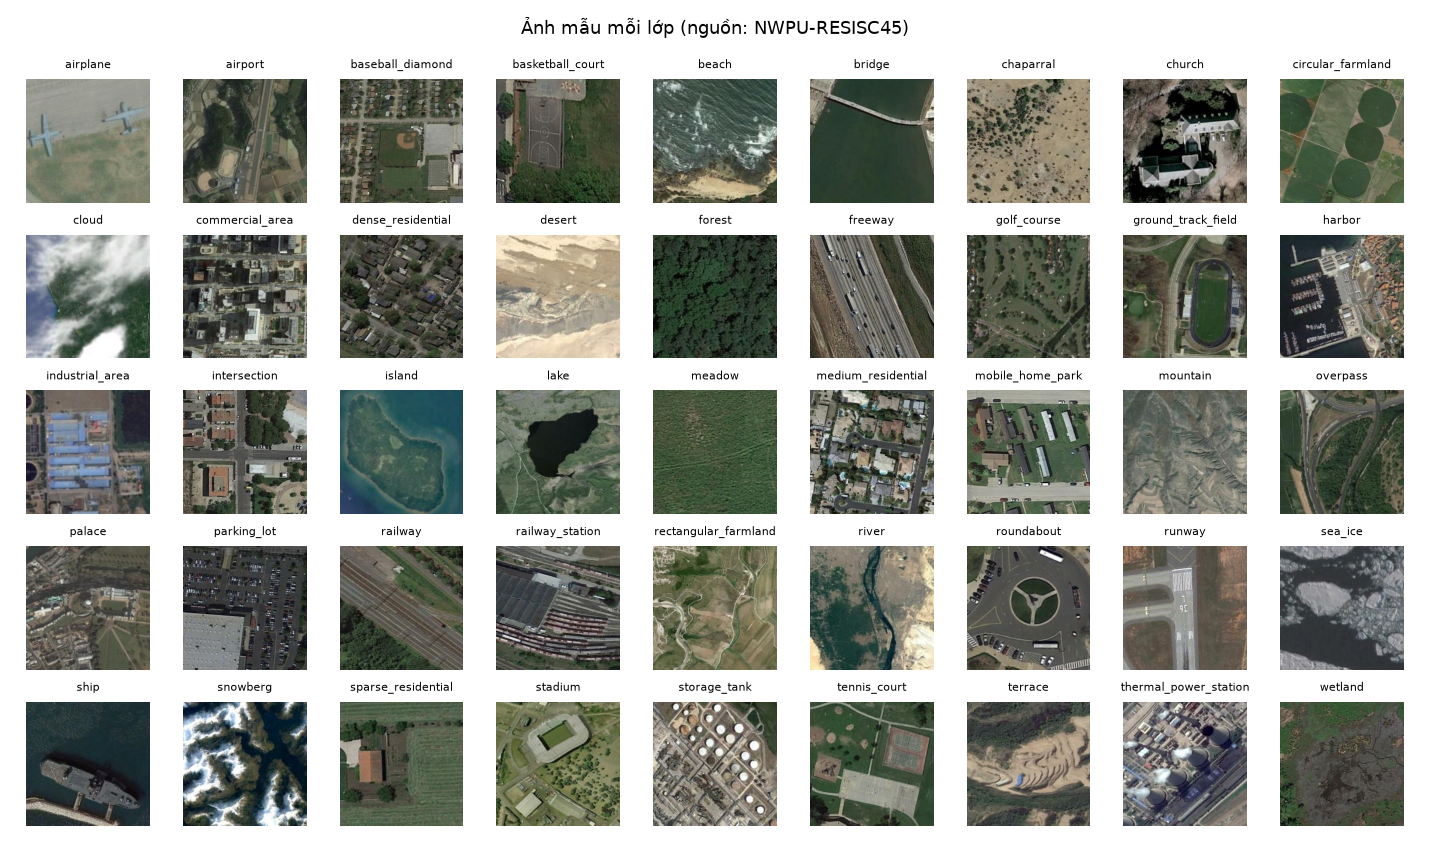 Ảnh mẫu mỗi lớp (nguồn: NWPU-RESISC45)
airplane airport baseball_diamond basketball_court beach bridge chaparral church circular_farmland
cloud commercial_area dense_residential desert forest freeway golf_course ground_track_field harbor
industrial_area intersection island lake meadow medium_residential mobile_home_park mountain overpass
palace parking_lot railway railway_station rectangular_farmland river roundabout runway sea_ice
ship snowberg sparse_residential stadium storage_tank tennis_court terrace thermal_power_station wetland